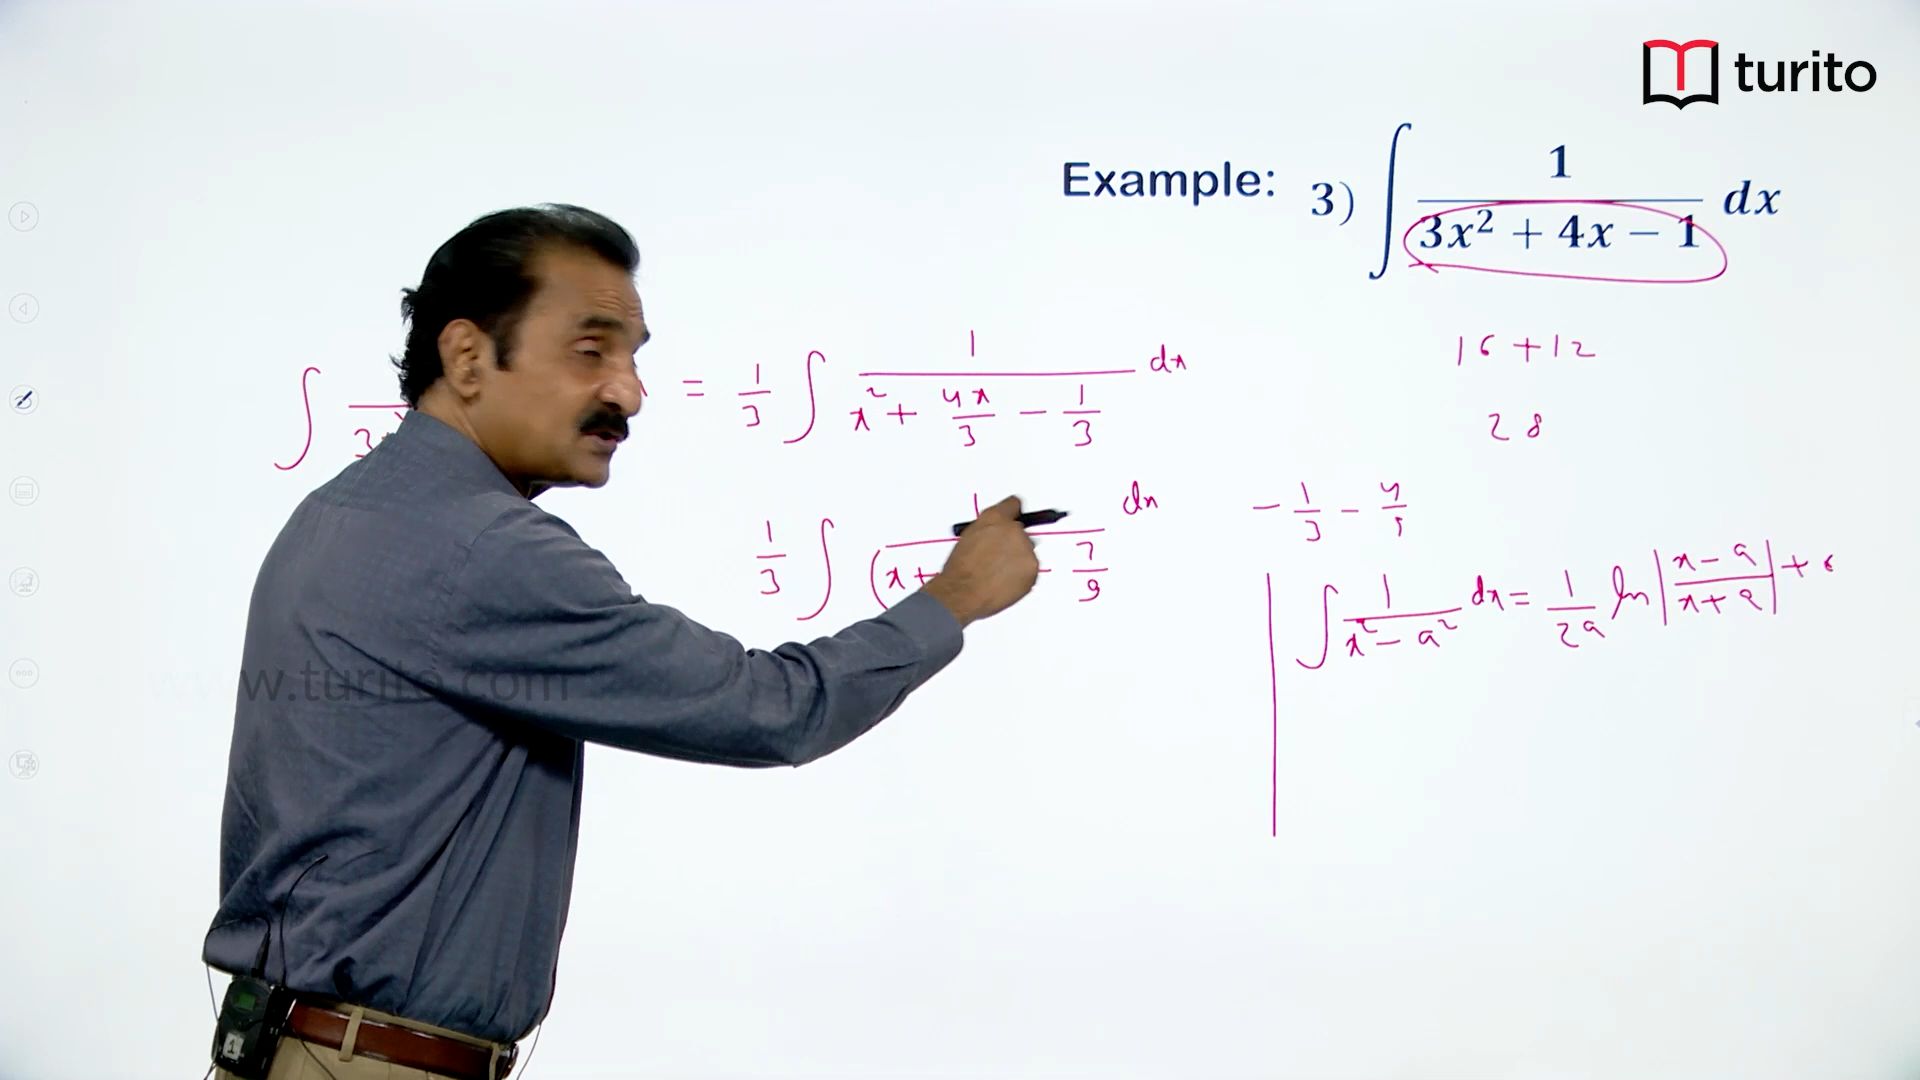 turito
Example: 3) ∫ 1 / (3x² + 4x − 1) dx
16 + 12
28
∫ = 1/3 ∫ 1 / (x² + 4x/3 − 1/3) dx
1/3 ∫ 1 / (x + − 7/9 dx
− 1/3 − 4/9
∫ 1 / (x² − a²) dx = 1/2a ln |x − a / x + a| + c
www.turito.com
1